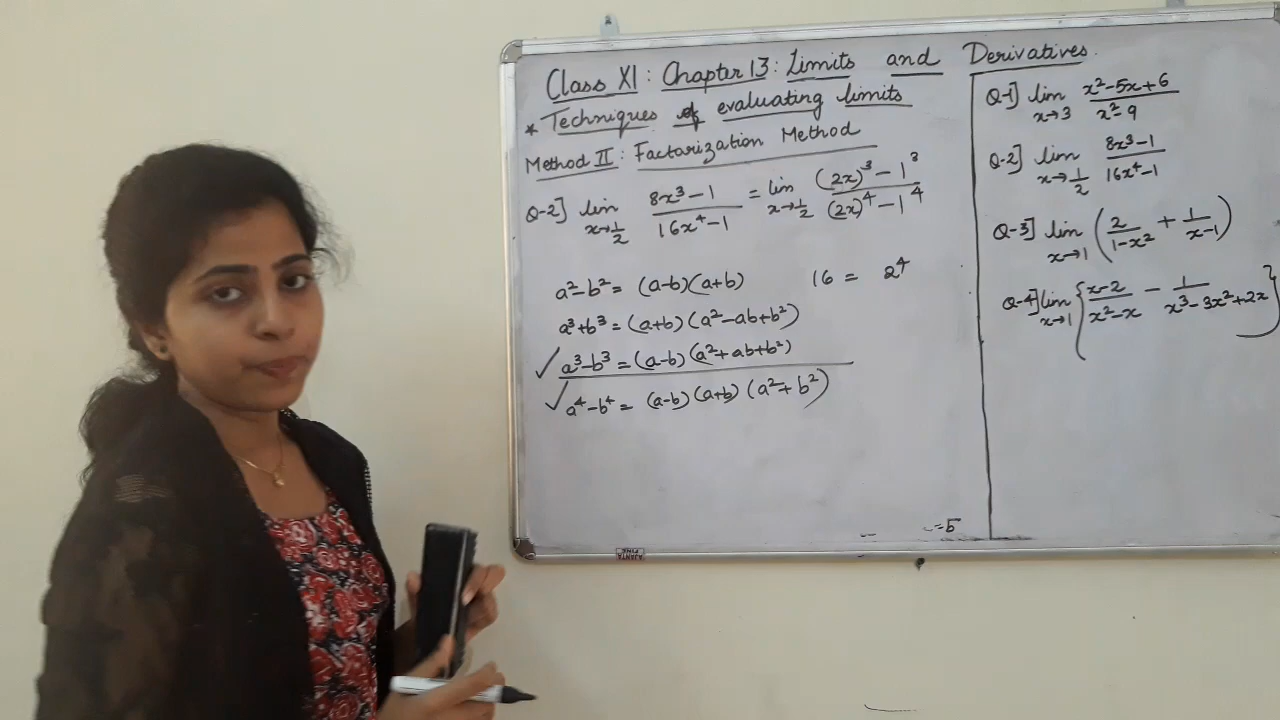 Class XI : Chapter 13 : Limits and Derivatives.
* Techniques of evaluating limits
Method II : Factorization Method
Q-2] lim x→1/2 (8x³-1)/(16x⁴-1) = lim x→1/2 ((2x)³-1³)/((2x)⁴-1⁴)
a²-b² = (a-b)(a+b) 16 = 2⁴
a³+b³ = (a+b)(a²-ab+b²)
✓ a³-b³ = (a-b)(a²+ab+b²)
✓ a⁴-b⁴ = (a-b)(a+b)(a²+b²)
=5
AJANTA
FINE
Q-1] lim x→3 (x²-5x+6)/(x²-9)
Q-2] lim x→1/2 (8x³-1)/(16x⁴-1)
Q-3] lim x→1 (2/(1-x²) + 1/(x-1))
Q-4] lim x→1 {(x-2)/(x²-x) - 1/(x³-3x²+2x)}